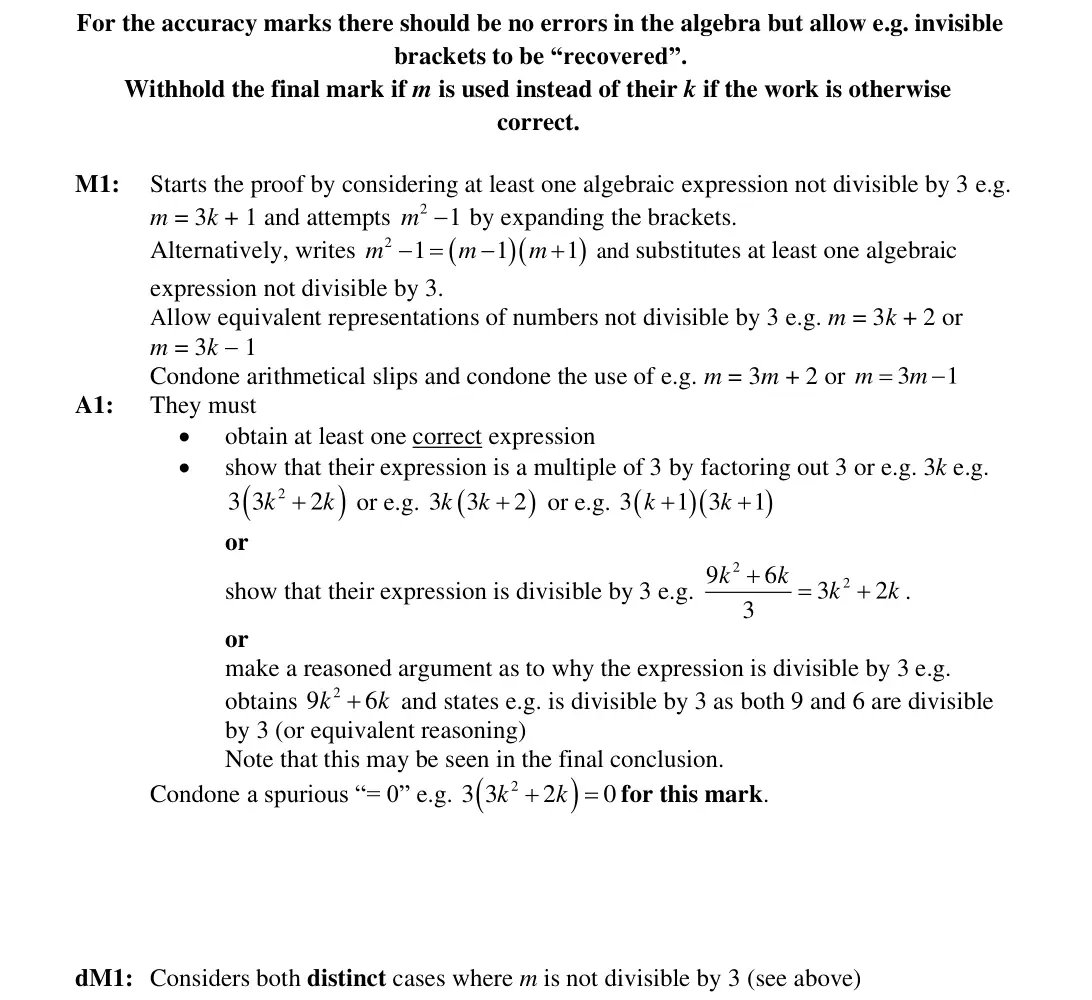 For the accuracy marks there should be no errors in the algebra but allow e.g. invisible
brackets to be “recovered”.
Withhold the final mark if m is used instead of their k if the work is otherwise
correct.
M1: Starts the proof by considering at least one algebraic expression not divisible by 3 e.g.
m = 3k + 1 and attempts m² −1 by expanding the brackets.
Alternatively, writes m² −1 = (m−1)(m+1) and substitutes at least one algebraic
expression not divisible by 3.
Allow equivalent representations of numbers not divisible by 3 e.g. m = 3k + 2 or
m = 3k – 1
Condone arithmetical slips and condone the use of e.g. m = 3m + 2 or m = 3m −1
A1: They must
• obtain at least one correct expression
• show that their expression is a multiple of 3 by factoring out 3 or e.g. 3k e.g.
3(3k² + 2k) or e.g. 3k(3k + 2) or e.g. 3(k +1)(3k +1)
or
show that their expression is divisible by 3 e.g. (9k² + 6k)/3 = 3k² + 2k .
or
make a reasoned argument as to why the expression is divisible by 3 e.g.
obtains 9k² + 6k and states e.g. is divisible by 3 as both 9 and 6 are divisible
by 3 (or equivalent reasoning)
Note that this may be seen in the final conclusion.
Condone a spurious “= 0” e.g. 3(3k² + 2k) = 0 for this mark.
dM1: Considers both distinct cases where m is not divisible by 3 (see above)